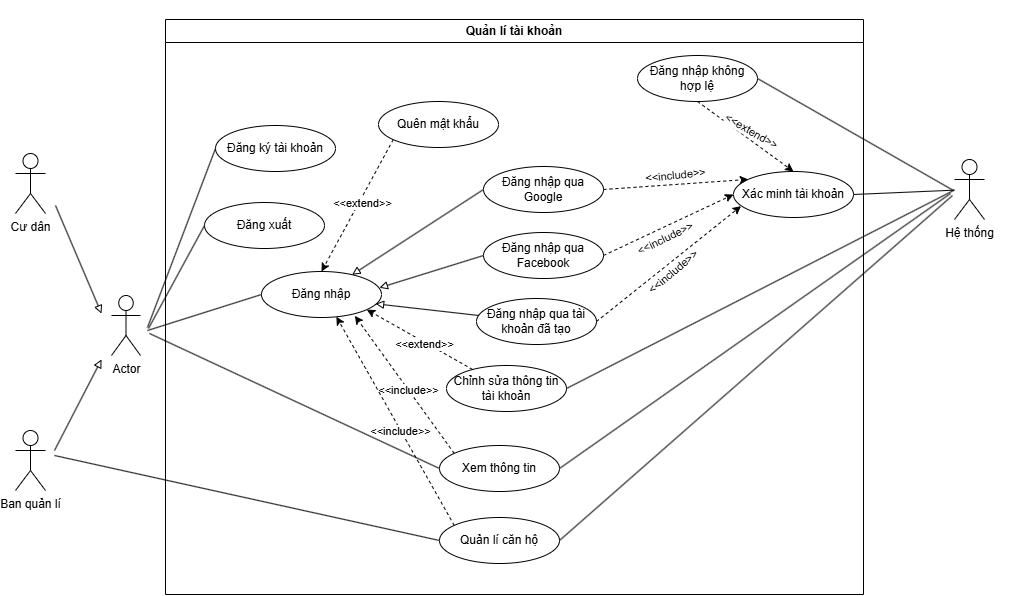 Quản lí tài khoản
Đăng nhập không
hợp lệ
Quên mật khẩu
<<extend>>
Đăng ký tài khoản
Đăng nhập qua
Google
<<include>>
Xác minh tài khoản
Cư dân
Hệ thống
<<extend>>
Đăng xuất
Đăng nhập qua
Facebook
<<include>>
<<include>>
Đăng nhập
Đăng nhập qua tài
khoản đã tạo
<<extend>>
Actor
Chỉnh sửa thông tin
tài khoản
<<include>>
<<include>>
Xem thông tin
Ban quản lí
Quản lí căn hộ